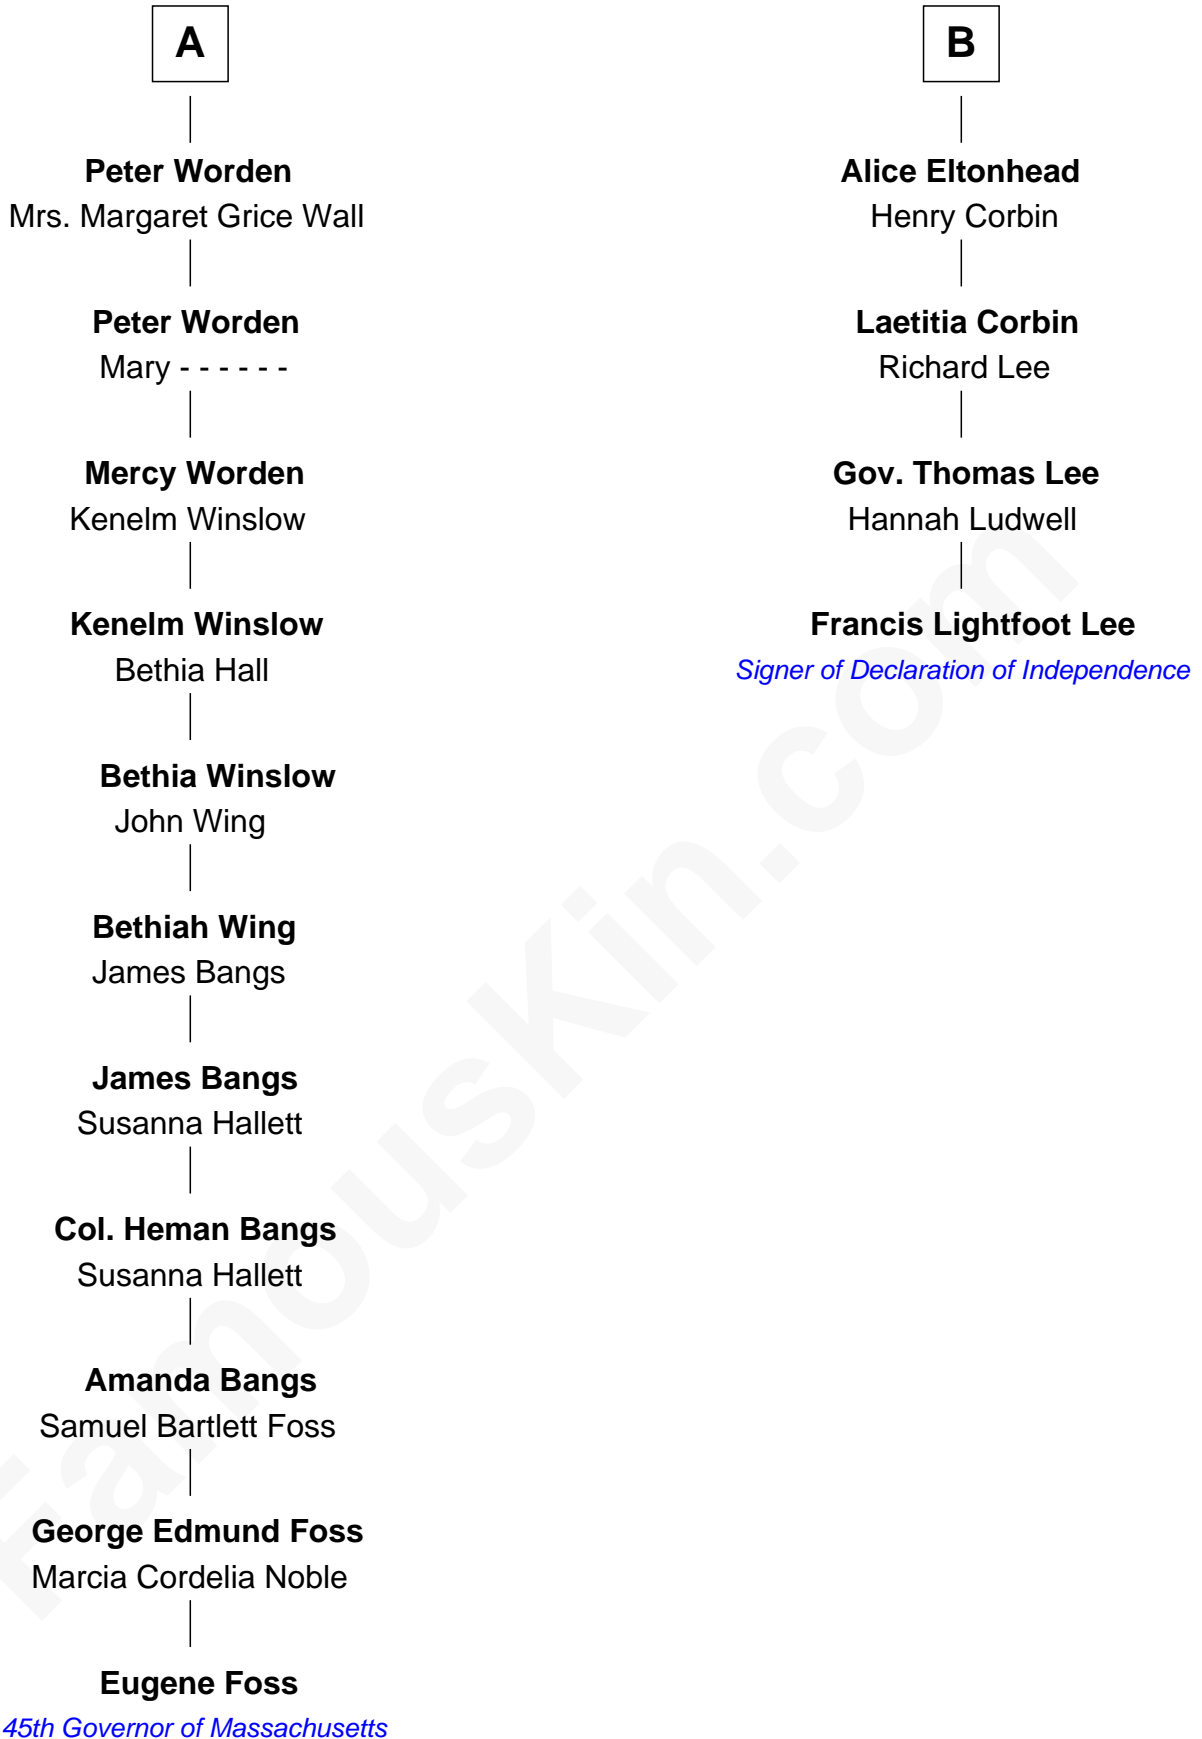 A
Peter Worden
Mrs. Margaret Grice Wall
Peter Worden
Mary - - - - - -
Mercy Worden
Kenelm Winslow
Kenelm Winslow
Bethia Hall
Bethia Winslow
John Wing
Bethiah Wing
James Bangs
James Bangs
Susanna Hallett
Col. Heman Bangs
Susanna Hallett
Amanda Bangs
Samuel Bartlett Foss
George Edmund Foss
Marcia Cordelia Noble
Eugene Foss
45th Governor of Massachusetts
B
Alice Eltonhead
Henry Corbin
Laetitia Corbin
Richard Lee
Gov. Thomas Lee
Hannah Ludwell
Francis Lightfoot Lee
Signer of Declaration of Independence
FamousKin.com